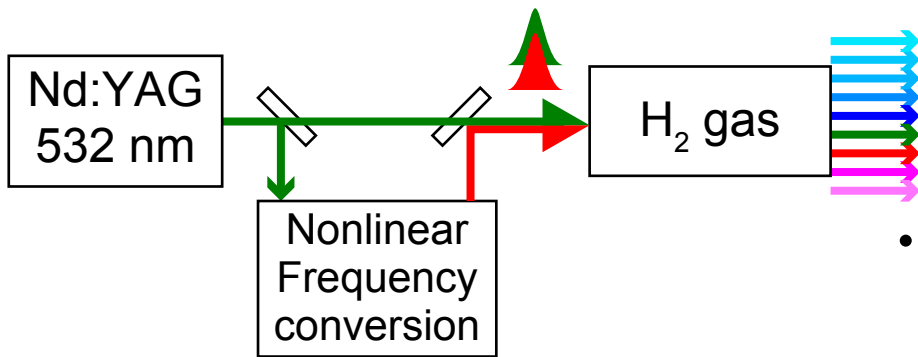 Nd:YAG
532 nm
H₂ gas
Nonlinear
Frequency
conversion
•